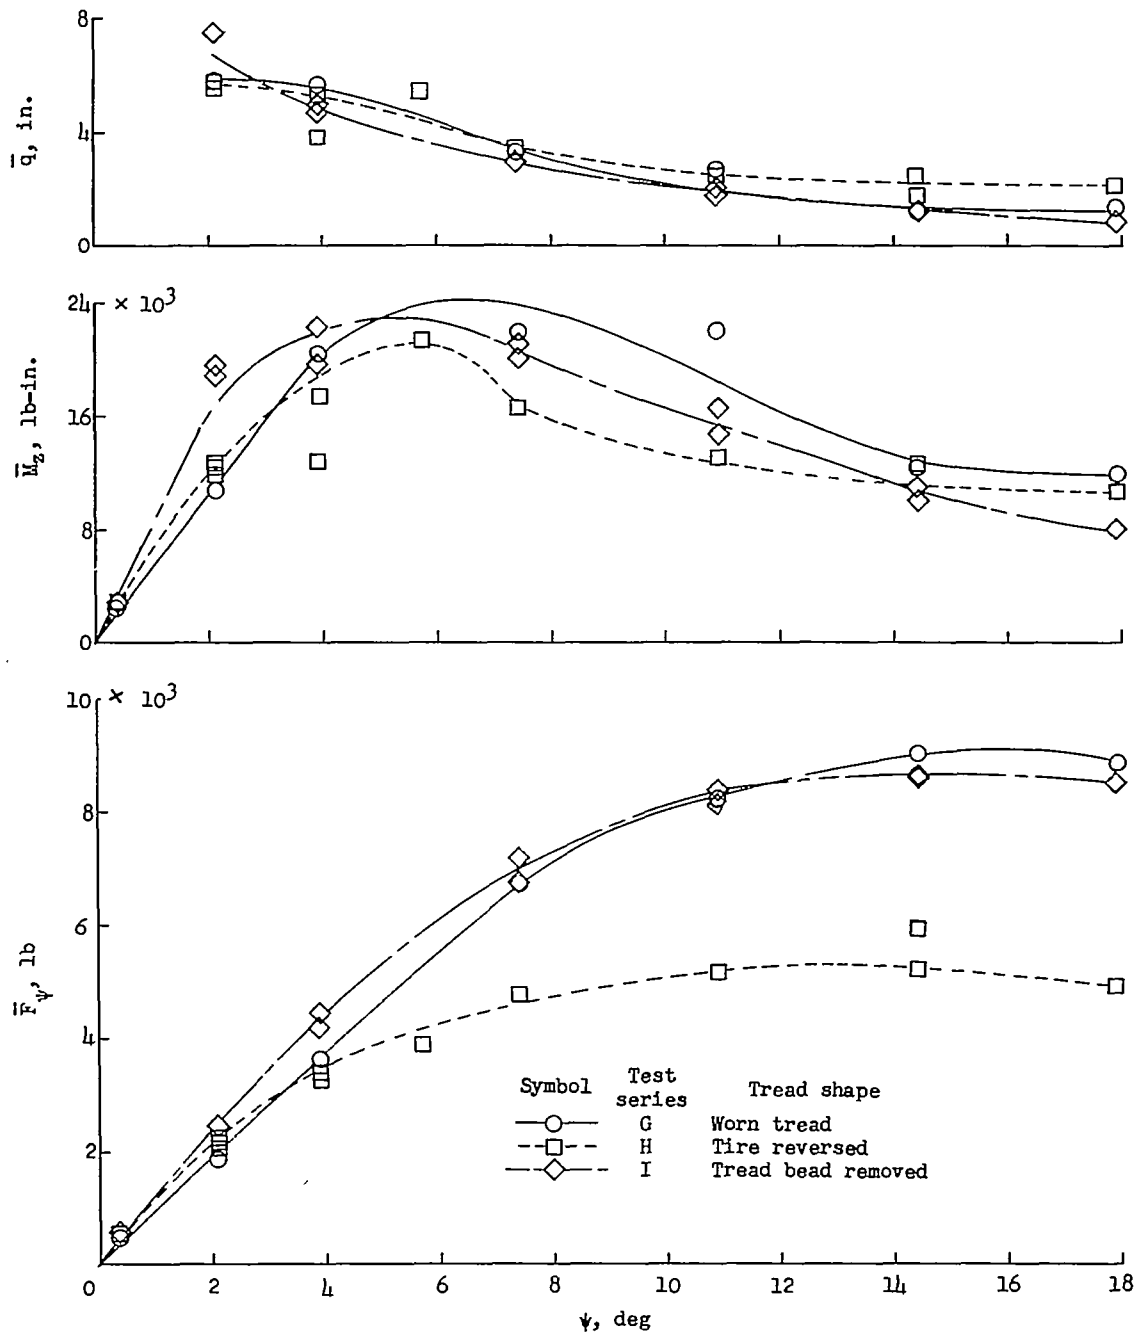 8
4
0
q̄, in.
24 × 10³
16
8
0
M̄z, lb-in.
10 × 10³
8
6
4
2
F̄ψ, lb
Symbol Test series Tread shape
G Worn tread
H Tire reversed
I Tread bead removed
0 2 4 6 8 10 12 14 16 18
ψ, deg